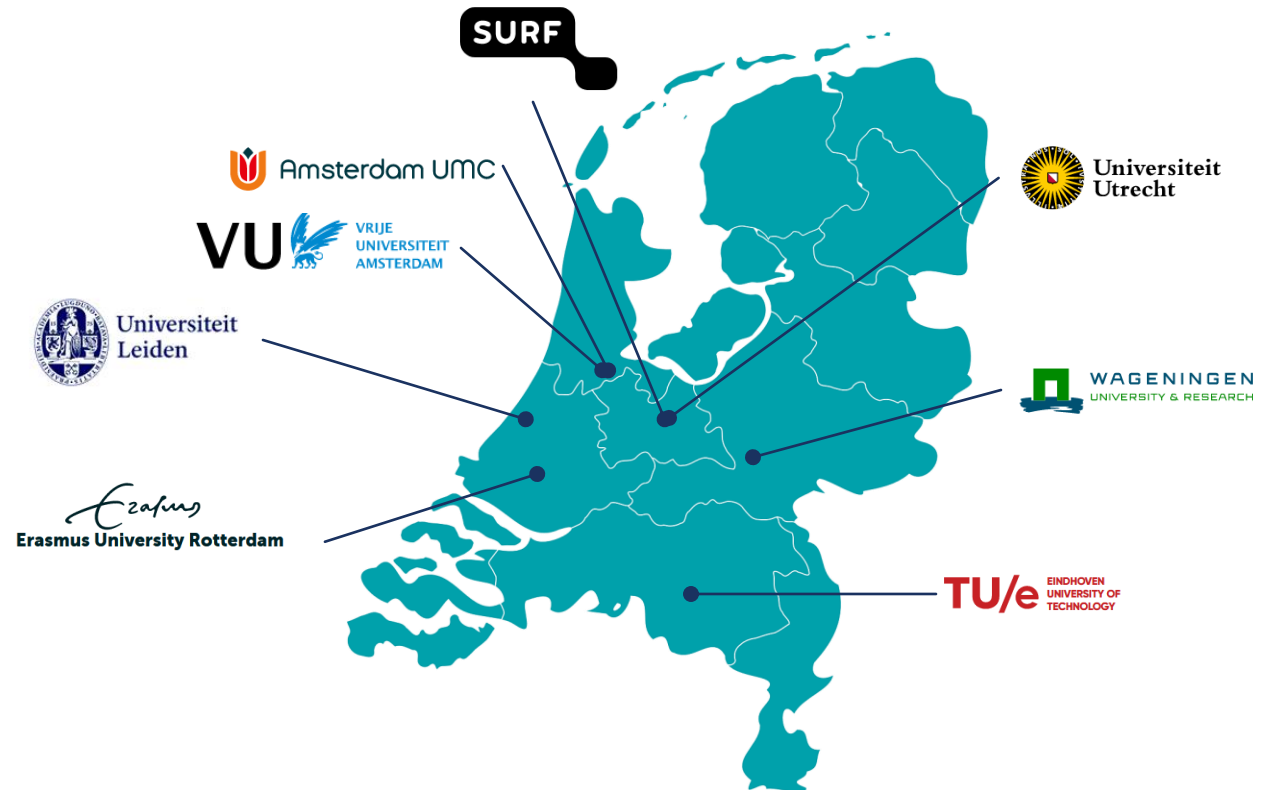 SURF
Amsterdam UMC
VU
VRIJE
UNIVERSITEIT
AMSTERDAM
Universiteit
Utrecht
Universiteit
Leiden
WAGENINGEN
UNIVERSITY & RESEARCH
Erasmus
Erasmus University Rotterdam
TU/e
EINDHOVEN
UNIVERSITY OF
TECHNOLOGY